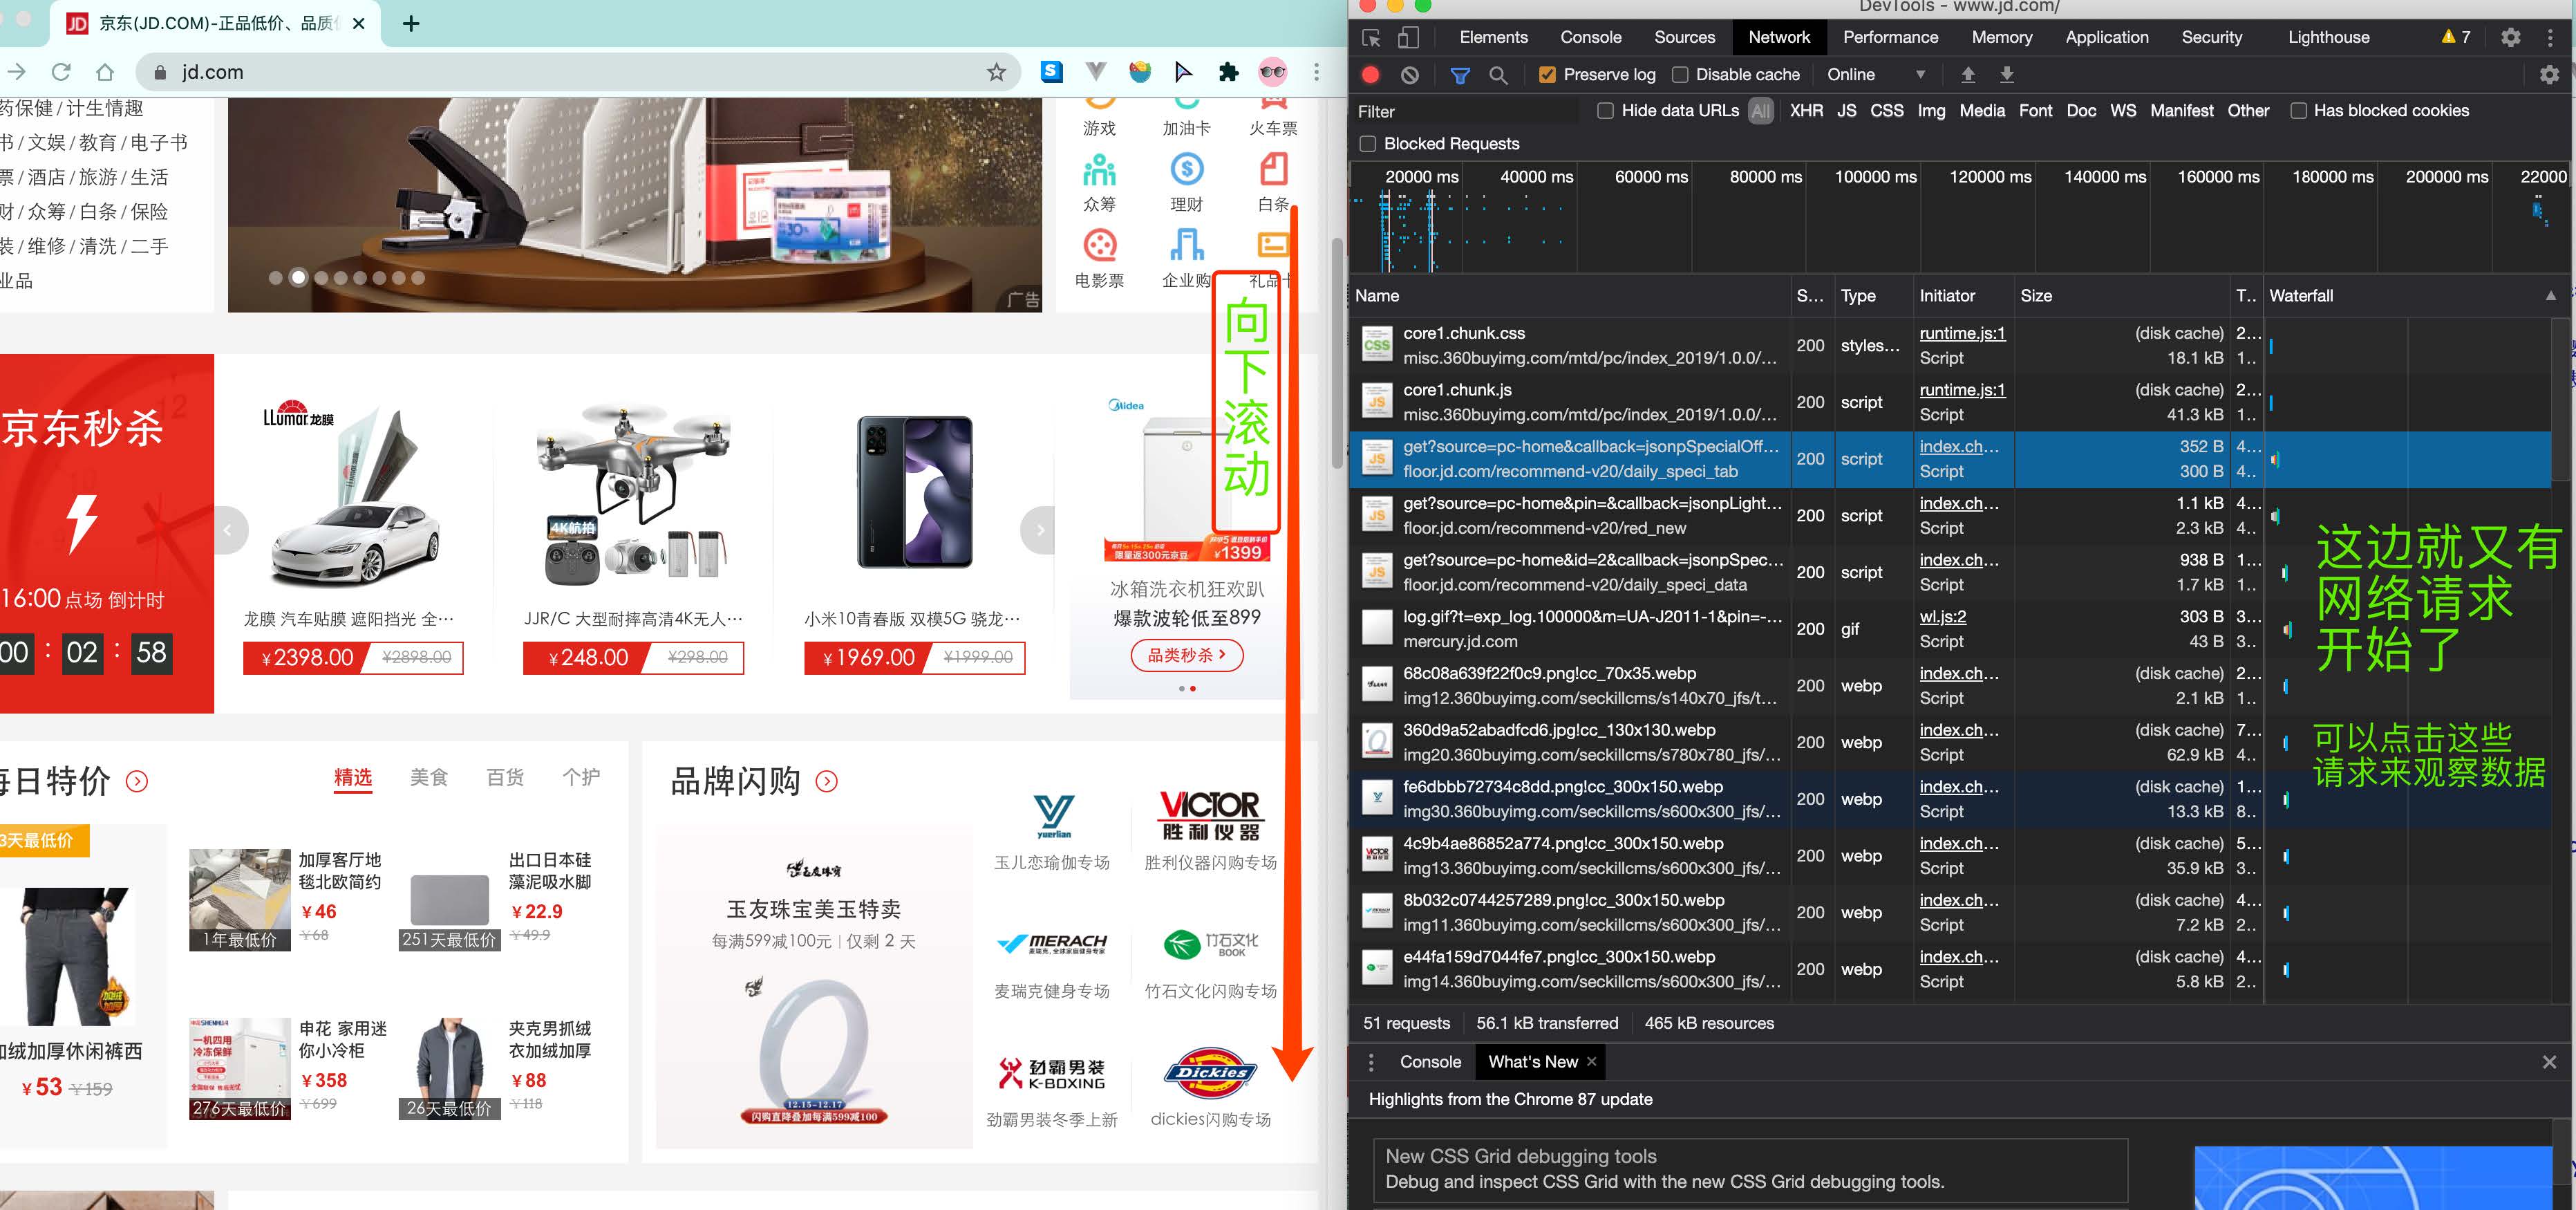 京东(JD.COM)-正品低价、品质
jd.com
药保健 / 计生情趣
书 / 文娱 / 教育 / 电子书
票 / 酒店 / 旅游 / 生活
财 / 众筹 / 白条 / 保险
装 / 维修 / 清洗 / 二手
业品
广告
游戏 加油卡 火车票
众筹 理财 白条
电影票 企业购 礼品卡
向下滚动
京东秒杀
16:00 点场 倒计时
00 : 02 : 58
LLumar 龙膜
龙膜 汽车贴膜 遮阳挡光 全…
¥2398.00 ¥2898.00
4K航拍
JJR/C 大型耐摔高清4K无人…
¥248.00 ¥298.00
小米10青春版 双模5G 骁龙…
¥1969.00 ¥1999.00
Midea
限量返300元京豆 ¥1399
冰箱洗衣机狂欢趴
爆款波轮低至899
品类秒杀 >
每日特价
精选 美食 百货 个护
3天最低价
加绒加厚休闲裤西
¥53 ¥159
加厚客厅地
毯北欧简约
¥46
¥68
1年最低价
出口日本硅
藻泥吸水脚
¥22.9
¥49.9
251天最低价
一机四用
冷冻保鲜
申花 家用迷
你小冷柜
¥358
¥699
276天最低价
夹克男抓绒
衣加绒加厚
¥88
¥118
26天最低价
品牌闪购
玉友珠宝
玉友珠宝美玉特卖
每满599减100元 | 仅剩 2 天
12.15-12.17
闪购直降叠加每满599减100
yuerlian
玉儿恋瑜伽专场
VICTOR
胜利仪器
胜利仪器闪购专场
MERACH
麦瑞克健身专场
竹石文化
BOOK
竹石文化闪购专场
劲霸男装
K-BOXING
劲霸男装冬季上新
Dickies
dickies闪购专场
DevTools - www.jd.com/
Elements Console Sources Network Performance Memory Application Security Lighthouse 7
Preserve log Disable cache Online
Filter Hide data URLs All XHR JS CSS Img Media Font Doc WS Manifest Other Has blocked cookies
Blocked Requests
20000 ms 40000 ms 60000 ms 80000 ms 100000 ms 120000 ms 140000 ms 160000 ms 180000 ms 200000 ms 22000
Name S... Type Initiator Size T.. Waterfall
core1.chunk.css
misc.360buyimg.com/mtd/pc/index_2019/1.0.0/…
200 styles… runtime.js:1 Script (disk cache) 18.1 kB 2… 1..
core1.chunk.js
misc.360buyimg.com/mtd/pc/index_2019/1.0.0/…
200 script runtime.js:1 Script (disk cache) 41.3 kB 2… 1..
get?source=pc-home&callback=jsonpSpecialOff…
floor.jd.com/recommend-v20/daily_speci_tab
200 script index.ch… Script 352 B 300 B 4… 4..
get?source=pc-home&pin=&callback=jsonpLight…
floor.jd.com/recommend-v20/red_new
200 script index.ch… Script 1.1 kB 2.3 kB 4… 4..
get?source=pc-home&id=2&callback=jsonpSpec…
floor.jd.com/recommend-v20/daily_speci_data
200 script index.ch… Script 938 B 1.7 kB 1… 1..
log.gif?t=exp_log.100000&m=UA-J2011-1&pin=-…
mercury.jd.com
200 gif wl.js:2 Script 303 B 43 B 3… 3..
68c08a639f22f0c9.png!cc_70x35.webp
img12.360buyimg.com/seckillcms/s140x70_jfs/t…
200 webp index.ch… Script (disk cache) 2.1 kB 2… 1..
360d9a52abadfcd6.jpg!cc_130x130.webp
img20.360buyimg.com/seckillcms/s780x780_jfs/…
200 webp index.ch… Script (disk cache) 62.9 kB 7… 4..
fe6dbbb72734c8dd.png!cc_300x150.webp
img30.360buyimg.com/seckillcms/s600x300_jfs/…
200 webp index.ch… Script (disk cache) 13.3 kB 1… 8..
4c9b4ae86852a774.png!cc_300x150.webp
img13.360buyimg.com/seckillcms/s600x300_jfs/…
200 webp index.ch… Script (disk cache) 35.9 kB 5… 3..
8b032c0744257289.png!cc_300x150.webp
img11.360buyimg.com/seckillcms/s600x300_jfs/…
200 webp index.ch… Script (disk cache) 7.2 kB 4… 2..
e44fa159d7044fe7.png!cc_300x150.webp
img14.360buyimg.com/seckillcms/s600x300_jfs/…
200 webp index.ch… Script (disk cache) 5.8 kB 4… 2..
这边就又有
网络请求
开始了
可以点击这些
请求来观察数据
51 requests 56.1 kB transferred 465 kB resources
Console What's New ×
Highlights from the Chrome 87 update
New CSS Grid debugging tools
Debug and inspect CSS Grid with the new CSS Grid debugging tools.